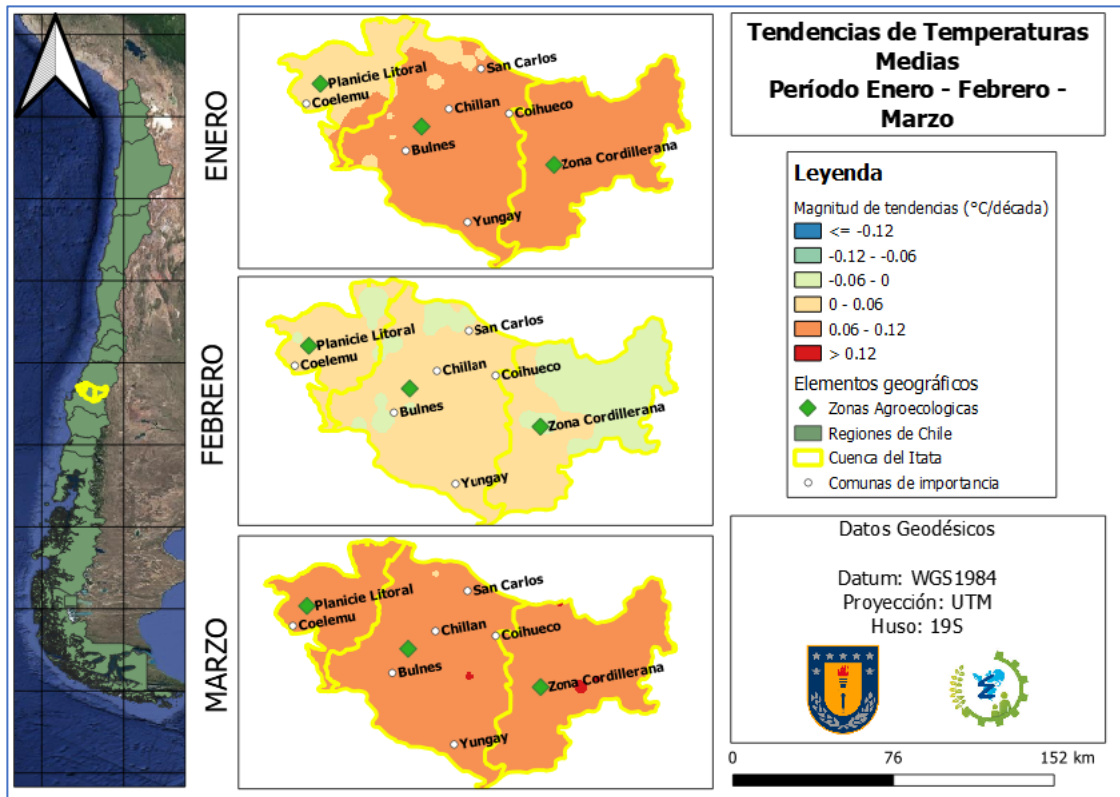 ENERO
Planicie Litoral
Coelemu
San Carlos
Chillan
Coihueco
Bulnes
Zona Cordillerana
Yungay
FEBRERO
Planicie Litoral
Coelemu
San Carlos
Chillan
Coihueco
Bulnes
Zona Cordillerana
Yungay
MARZO
Planicie Litoral
Coelemu
San Carlos
Chillan
Coihueco
Bulnes
Zona Cordillerana
Yungay
Tendencias de Temperaturas
Medias
Período Enero - Febrero -
Marzo
Leyenda
Magnitud de tendencias (°C/década)
<= -0.12
-0.12 - -0.06
-0.06 - 0
0 - 0.06
0.06 - 0.12
> 0.12
Elementos geográficos
Zonas Agroecologicas
Regiones de Chile
Cuenca del Itata
Comunas de importancia
Datos Geodésicos
Datum: WGS1984
Proyección: UTM
Huso: 19S
0 76 152 km